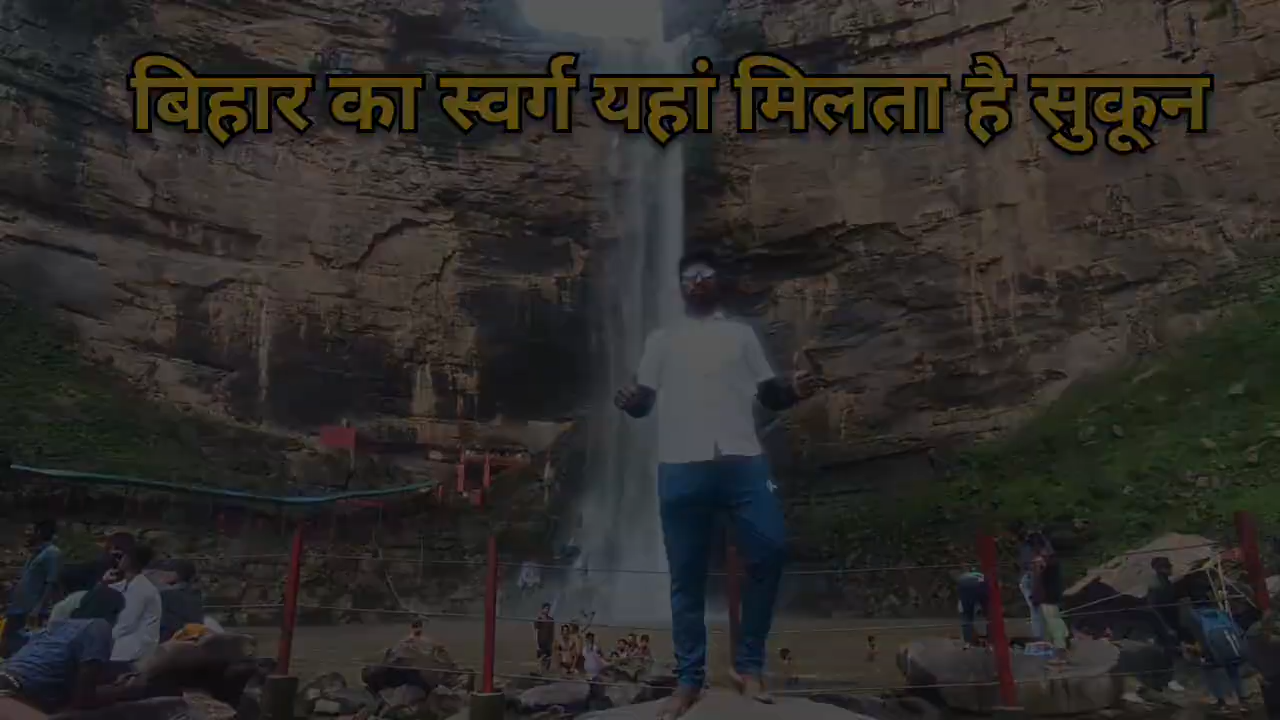 बिहार का स्वर्ग यहां मिलता है सुकून